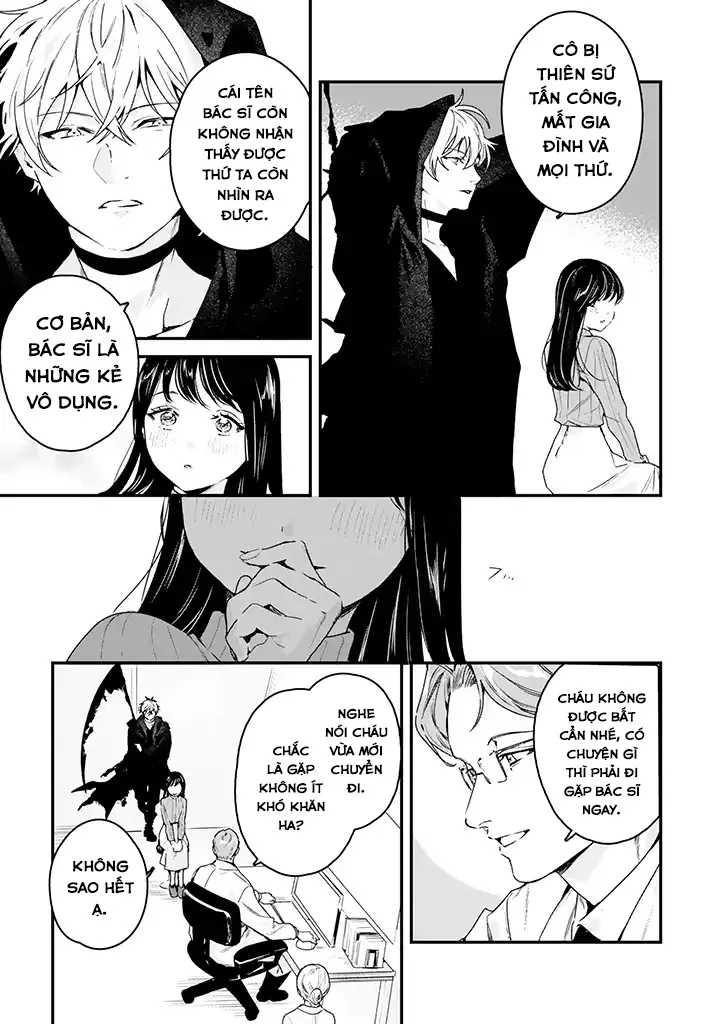 CÔ BỊ
THIÊN SỨ
TẤN CÔNG,
MẤT GIA
ĐÌNH VÀ
MỌI THỨ.
CÁI TÊN
BÁC SĨ CÒN
KHÔNG NHẬN
THẤY ĐƯỢC
THỨ TA CÒN
NHÌN RA
ĐƯỢC.
CƠ BẢN,
BÁC SĨ LÀ
NHỮNG KẺ
VÔ DỤNG.
フ…
CHÁU KHÔNG
ĐƯỢC BẤT
CẨN NHÉ, CÓ
CHUYỆN GÌ
THÌ PHẢI ĐI
GẶP BÁC SĨ
NGAY.
NGHE
NÓI CHÁU
VỪA MỚI
CHUYỂN
ĐI.
CHẮC
LÀ GẶP
KHÔNG ÍT
KHÓ KHĂN
HA?
KHÔNG
SAO HẾT
Ạ.